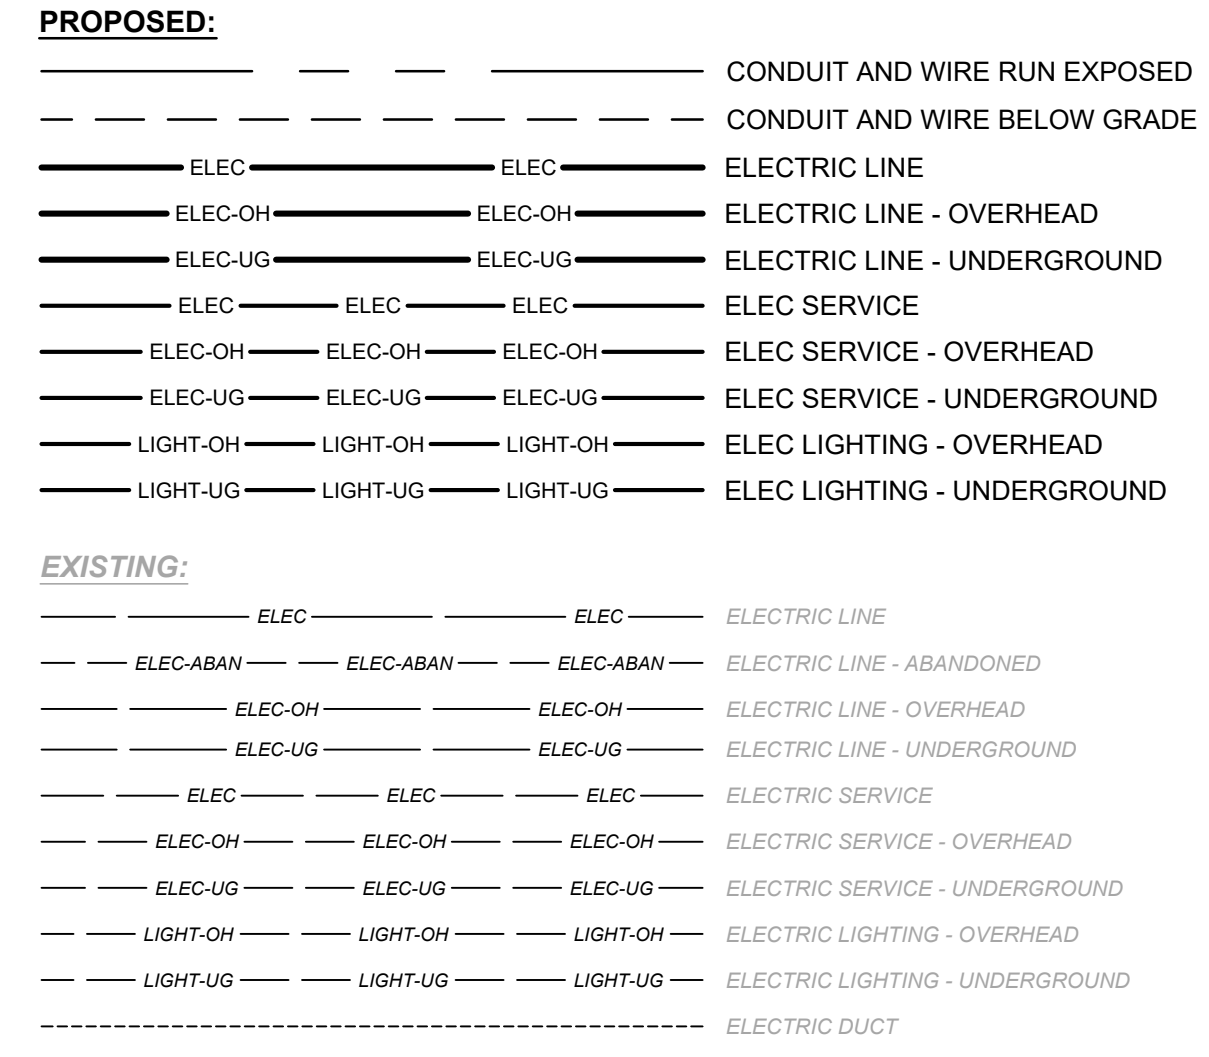 PROPOSED:
CONDUIT AND WIRE RUN EXPOSED
CONDUIT AND WIRE BELOW GRADE
ELEC ELEC ELECTRIC LINE
ELEC-OH ELEC-OH ELECTRIC LINE - OVERHEAD
ELEC-UG ELEC-UG ELECTRIC LINE - UNDERGROUND
ELEC ELEC ELEC ELEC SERVICE
ELEC-OH ELEC-OH ELEC-OH ELEC SERVICE - OVERHEAD
ELEC-UG ELEC-UG ELEC-UG ELEC SERVICE - UNDERGROUND
LIGHT-OH LIGHT-OH LIGHT-OH ELEC LIGHTING - OVERHEAD
LIGHT-UG LIGHT-UG LIGHT-UG ELEC LIGHTING - UNDERGROUND
EXISTING:
ELEC ELEC ELECTRIC LINE
ELEC-ABAN ELEC-ABAN ELEC-ABAN ELECTRIC LINE - ABANDONED
ELEC-OH ELEC-OH ELECTRIC LINE - OVERHEAD
ELEC-UG ELEC-UG ELECTRIC LINE - UNDERGROUND
ELEC ELEC ELEC ELECTRIC SERVICE
ELEC-OH ELEC-OH ELEC-OH ELECTRIC SERVICE - OVERHEAD
ELEC-UG ELEC-UG ELEC-UG ELECTRIC SERVICE - UNDERGROUND
LIGHT-OH LIGHT-OH LIGHT-OH ELECTRIC LIGHTING - OVERHEAD
LIGHT-UG LIGHT-UG LIGHT-UG ELECTRIC LIGHTING - UNDERGROUND
ELECTRIC DUCT